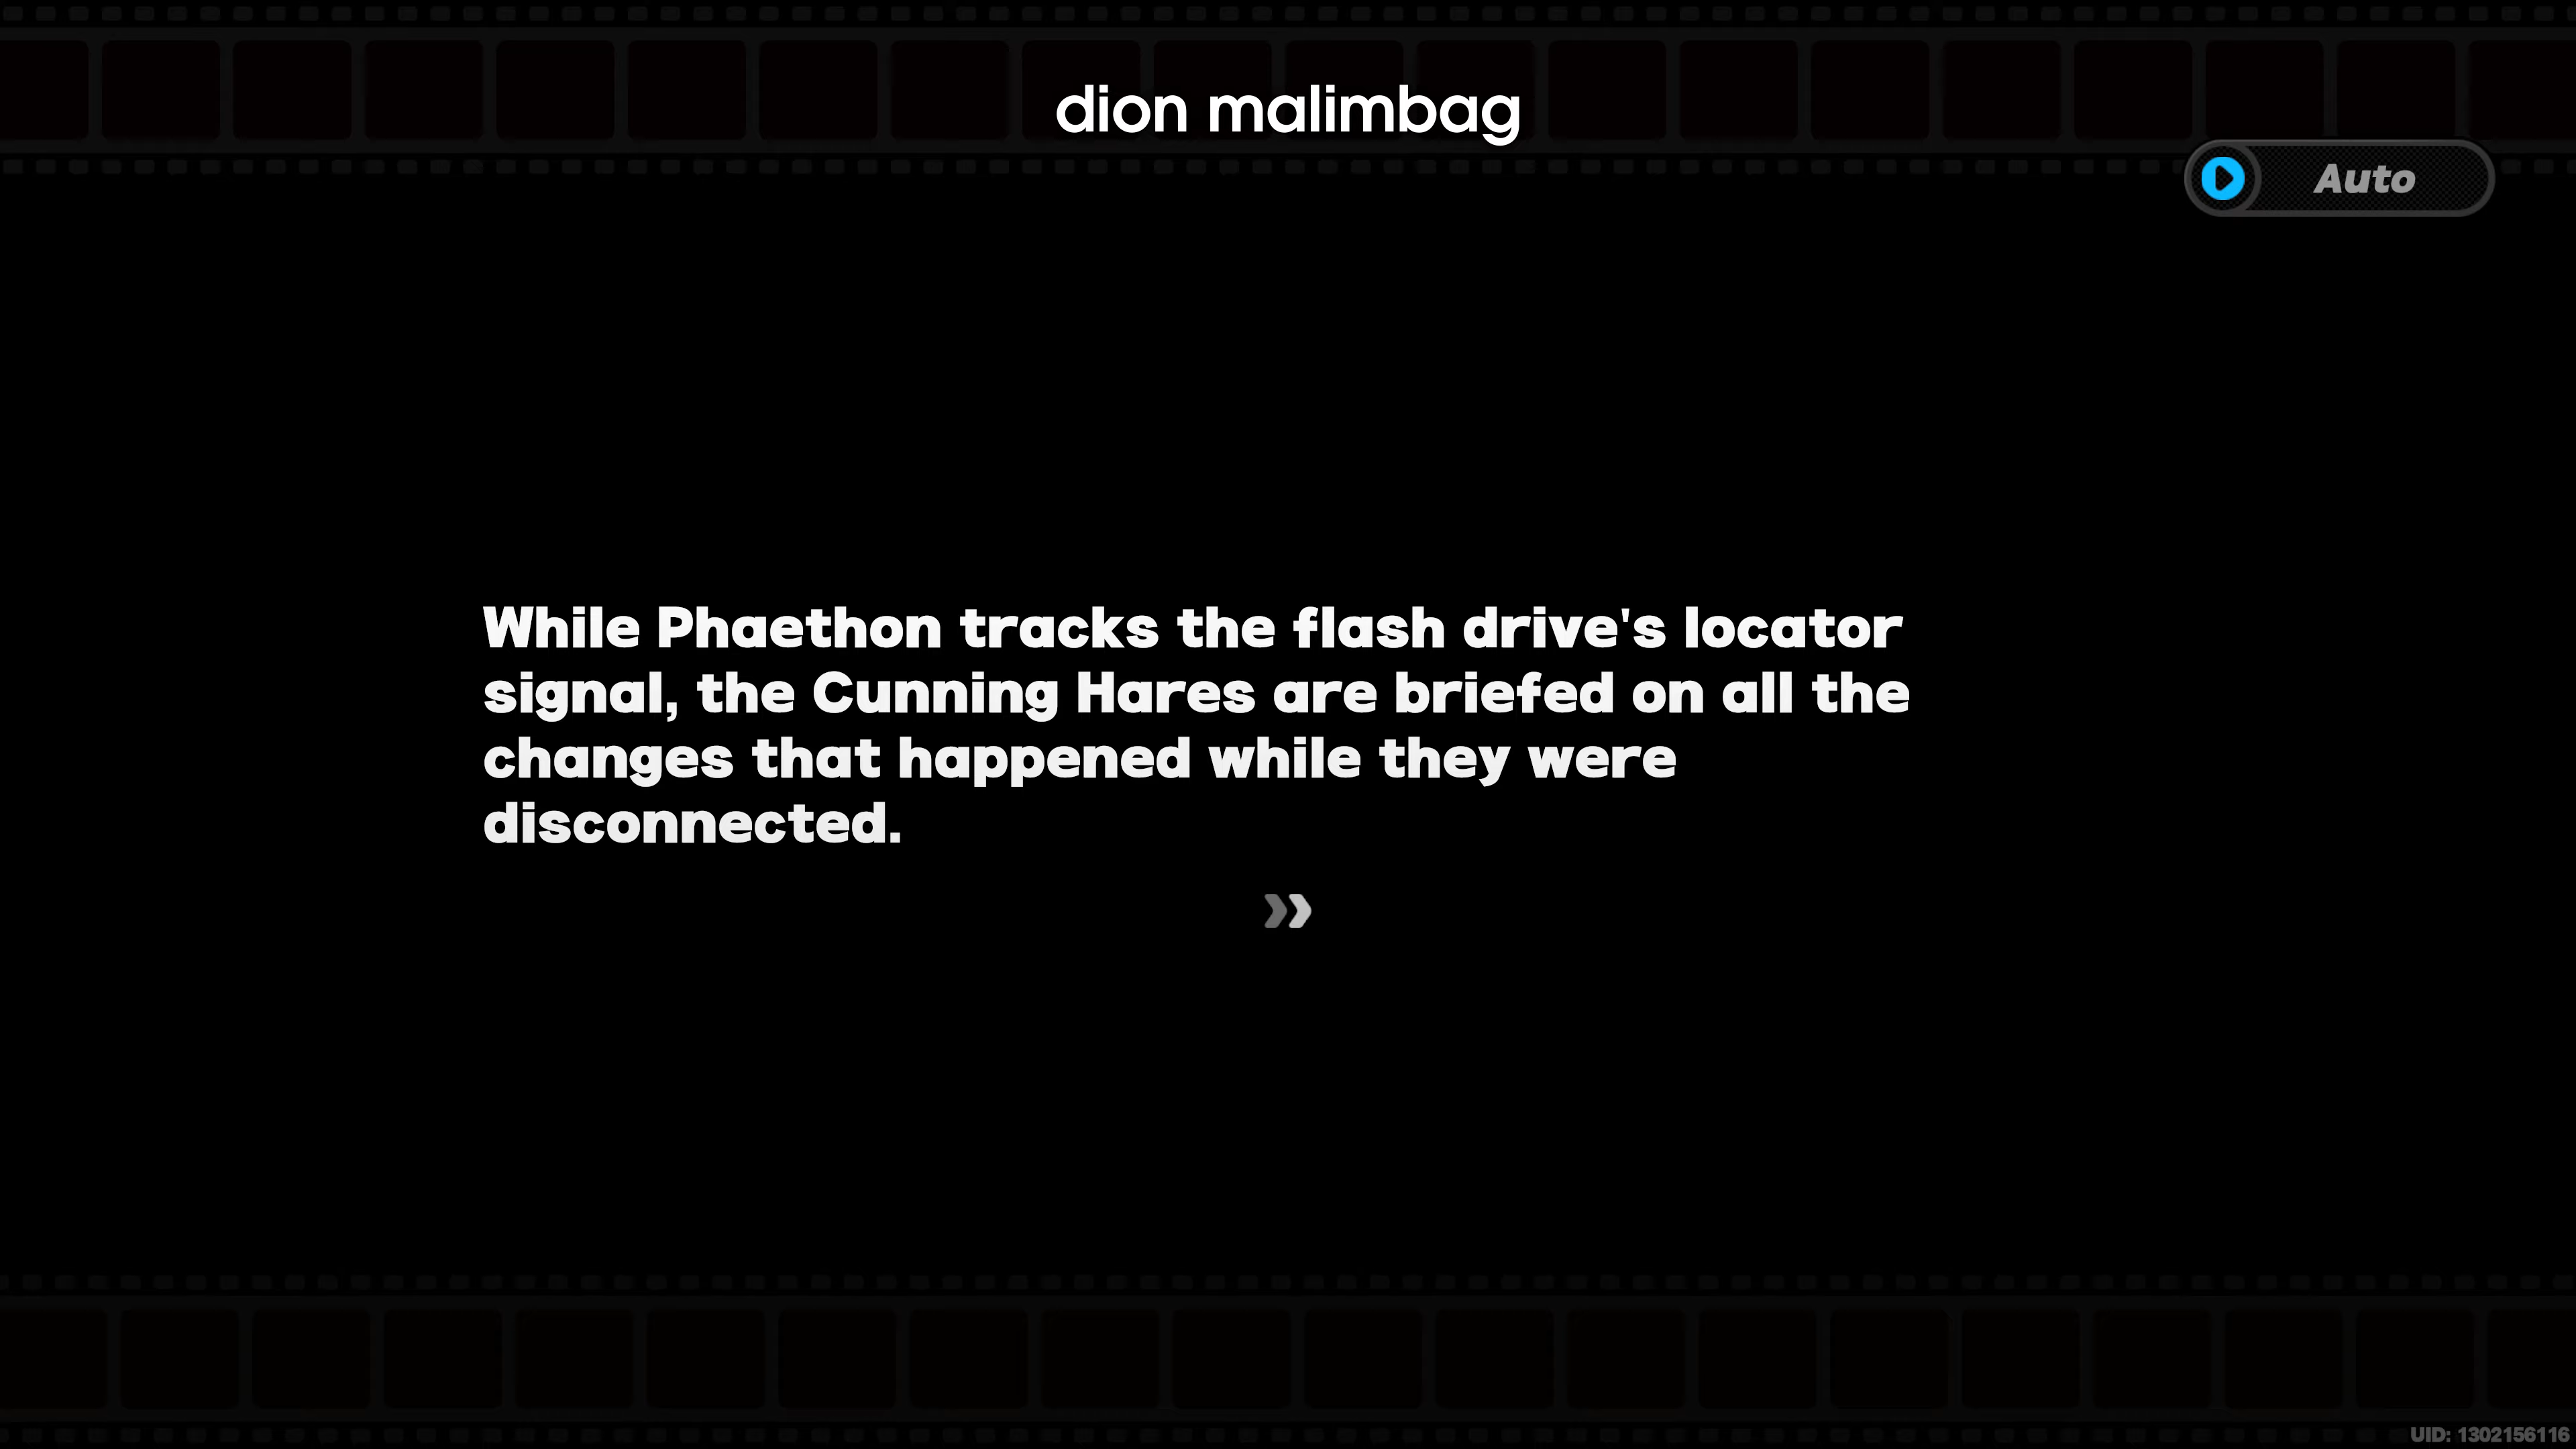 dion malimbag
Auto
While Phaethon tracks the flash drive's locator
signal, the Cunning Hares are briefed on all the
changes that happened while they were
disconnected.
UID: 1302156116